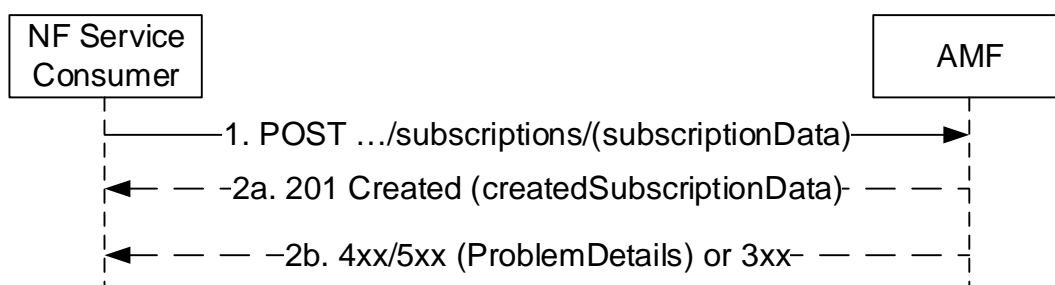 NF Service
Consumer
AMF
1. POST …/subscriptions/(subscriptionData)
2a. 201 Created (createdSubscriptionData)
2b. 4xx/5xx (ProblemDetails) or 3xx